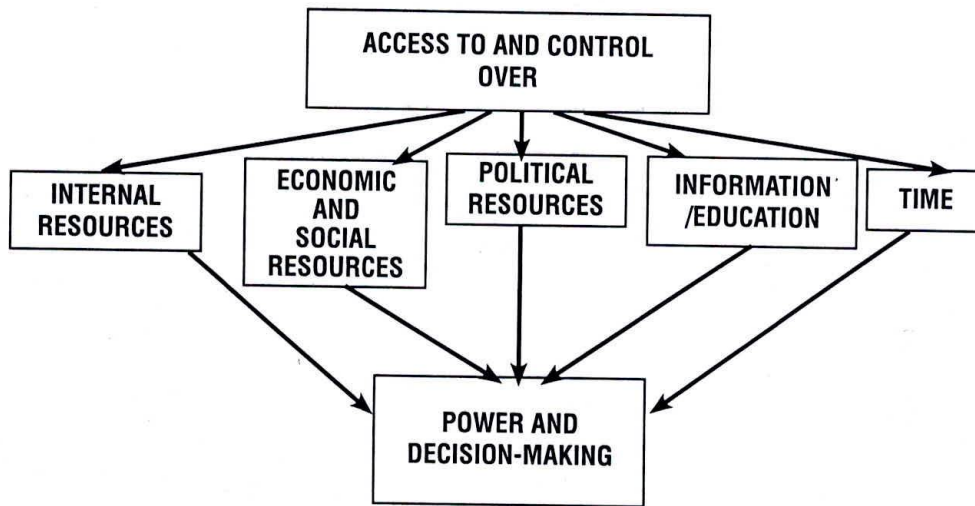 ACCESS TO AND CONTROL
OVER
INTERNAL
RESOURCES
ECONOMIC
AND
SOCIAL
RESOURCES
POLITICAL
RESOURCES
INFORMATION
/EDUCATION
TIME
POWER AND
DECISION-MAKING